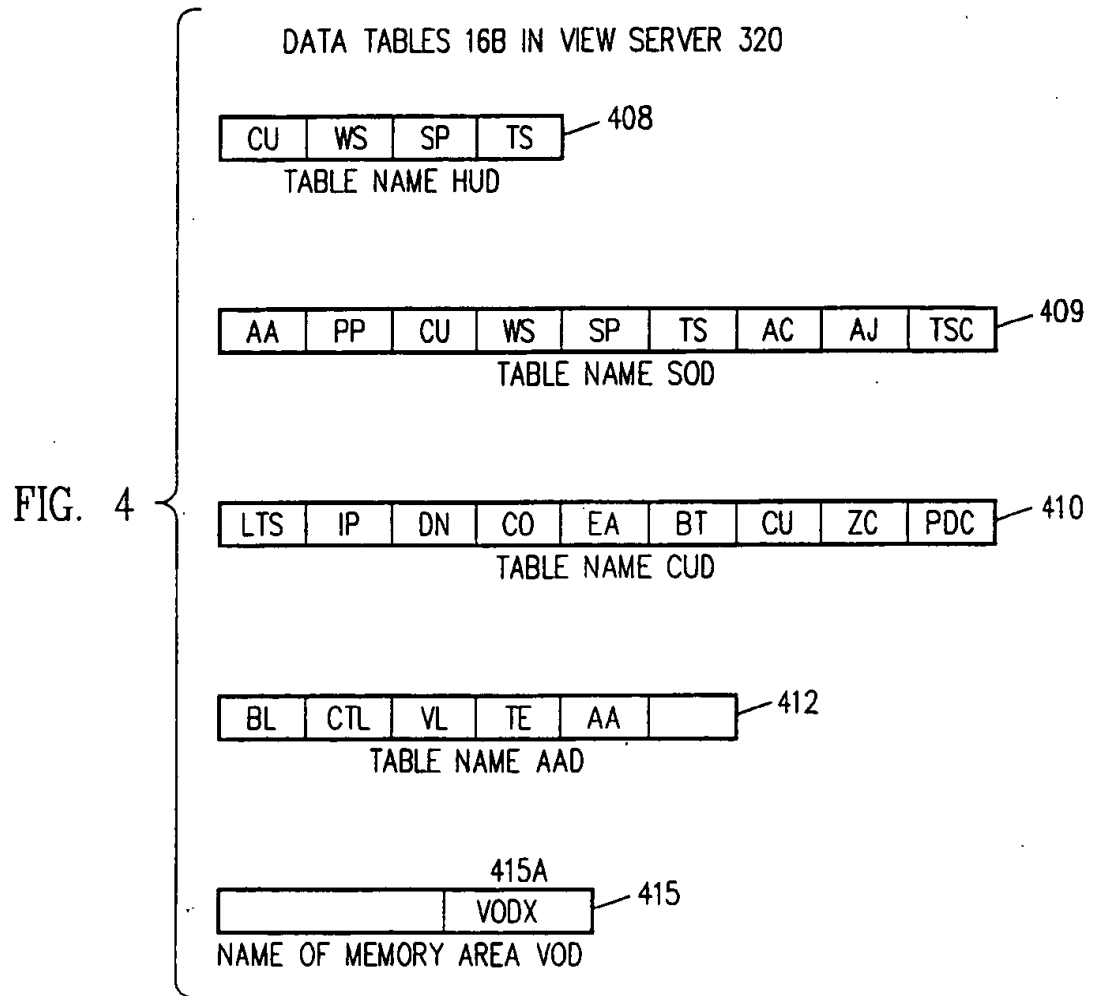 DATA TABLES 16B IN VIEW SERVER 320
CU WS SP TS 408
TABLE NAME HUD
AA PP CU WS SP TS AC AJ TSC 409
TABLE NAME SOD
FIG. 4
LTS IP DN CO EA BT CU ZC PDC 410
TABLE NAME CUD
BL CTL VL TE AA 412
TABLE NAME AAD
415A
VODX 415
NAME OF MEMORY AREA VOD